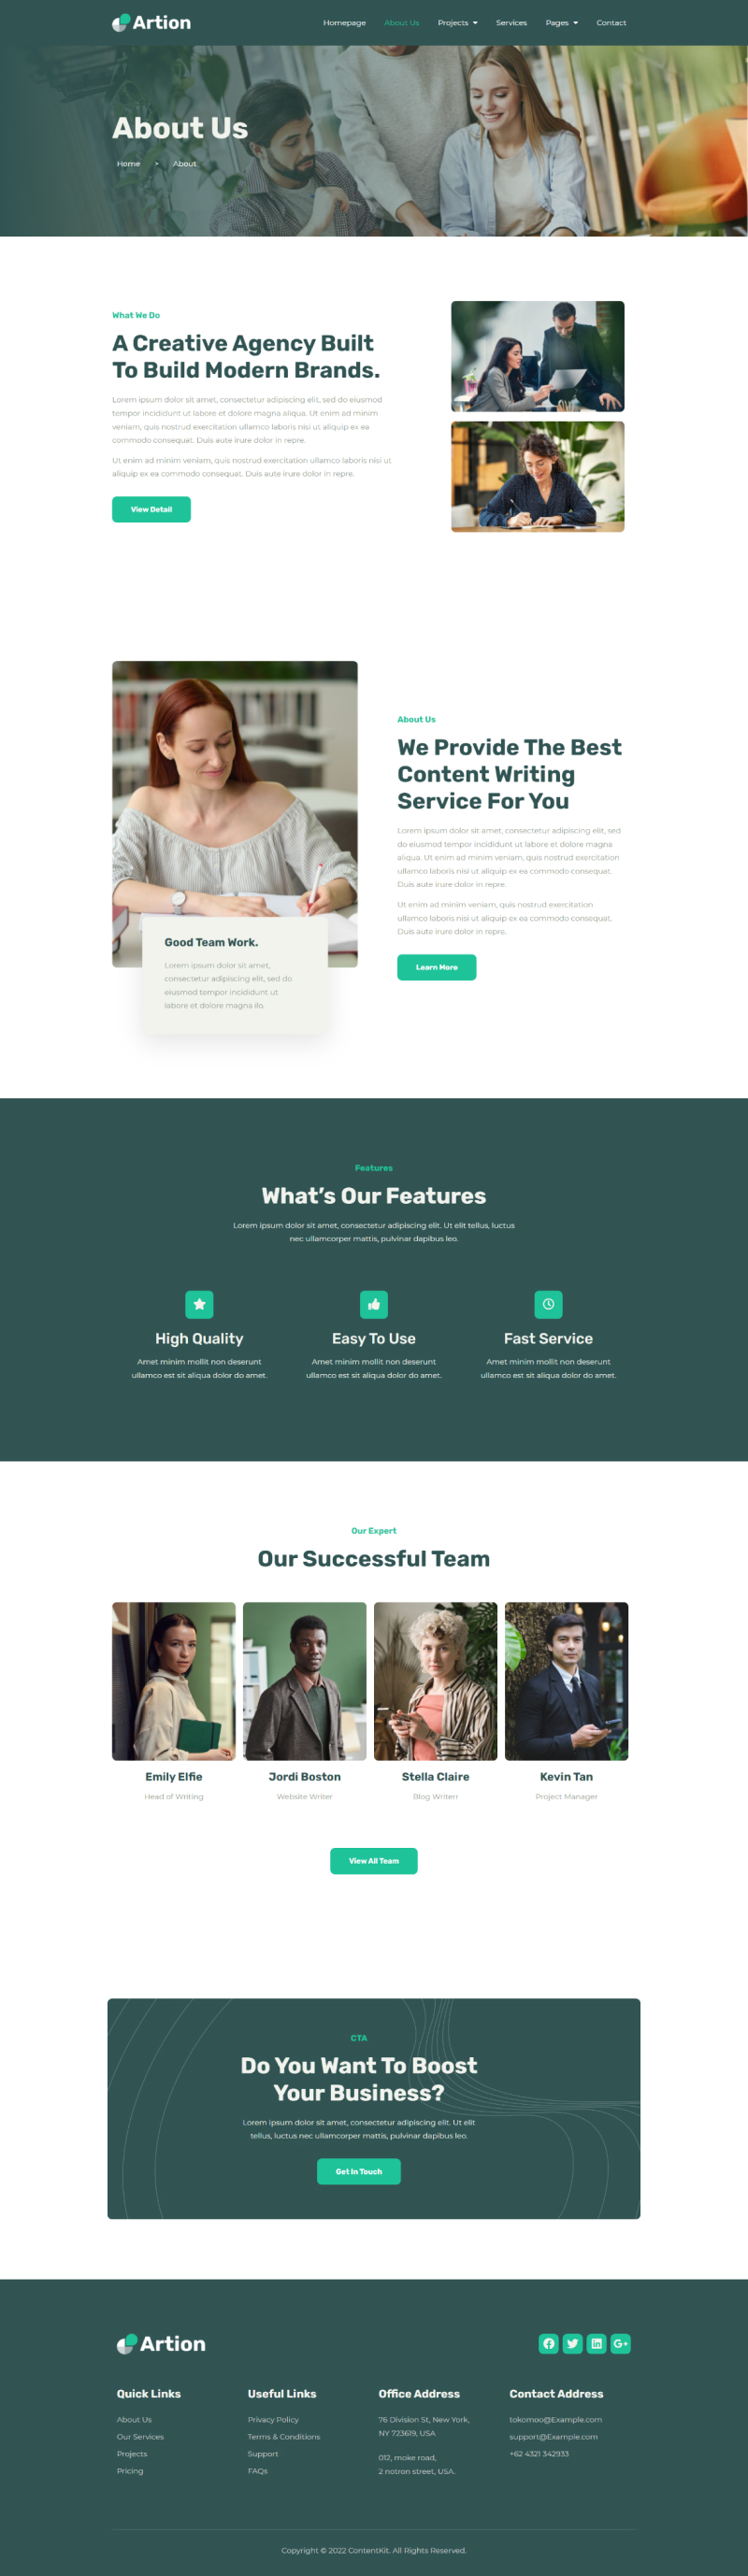 Artion
Homepage About Us Projects Services Pages Contact
About Us
Home > About
What We Do
A Creative Agency Built
To Build Modern Brands.
Lorem ipsum dolor sit amet, consectetur adipiscing elit, sed do eiusmod
tempor incididunt ut labore et dolore magna aliqua. Ut enim ad minim
veniam, quis nostrud exercitation ullamco laboris nisi ut aliquip ex ea
commodo consequat. Duis aute irure dolor in repre.
Ut enim ad minim veniam, quis nostrud exercitation ullamco laboris nisi ut
aliquip ex ea commodo consequat. Duis aute irure dolor in repre.
View Detail
About Us
We Provide The Best
Content Writing
Service For You
Lorem ipsum dolor sit amet, consectetur adipiscing elit, sed
do eiusmod tempor incididunt ut labore et dolore magna
aliqua. Ut enim ad minim veniam, quis nostrud exercitation
ullamco laboris nisi ut aliquip ex ea commodo consequat.
Duis aute irure dolor in repre.
Ut enim ad minim veniam, quis nostrud exercitation
ullamco laboris nisi ut aliquip ex ea commodo consequat.
Duis aute irure dolor in repre.
Learn More
Good Team Work.
Lorem ipsum dolor sit amet,
consectetur adipiscing elit, sed do
eiusmod tempor incididunt ut
labore et dolore magna ilo.
Features
What's Our Features
Lorem ipsum dolor sit amet, consectetur adipiscing elit. Ut elit tellus, luctus
nec ullamcorper mattis, pulvinar dapibus leo.
High Quality
Amet minim mollit non deserunt
ullamco est sit aliqua dolor do amet.
Easy To Use
Amet minim mollit non deserunt
ullamco est sit aliqua dolor do amet.
Fast Service
Amet minim mollit non deserunt
ullamco est sit aliqua dolor do amet.
Our Expert
Our Successful Team
Emily Elfie
Head of Writing
Jordi Boston
Website Writer
Stella Claire
Blog Writerr
Kevin Tan
Project Manager
View All Team
CTA
Do You Want To Boost
Your Business?
Lorem ipsum dolor sit amet, consectetur adipiscing elit. Ut elit
tellus, luctus nec ullamcorper mattis, pulvinar dapibus leo.
Get In Touch
Artion
G+
Quick Links
About Us
Our Services
Projects
Pricing
Useful Links
Privacy Policy
Terms & Conditions
Support
FAQs
Office Address
76 Division St, New York,
NY 723619, USA
012, moke road,
2 notron street, USA.
Contact Address
tokomoo@Example.com
support@Example.com
+62 4321 342933
Copyright © 2022 ContentKit. All Rights Reserved.